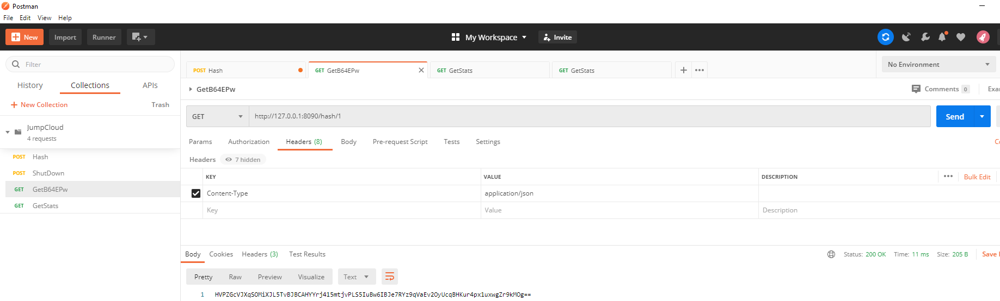 Postman
File Edit View Help
New Import Runner My Workspace Invite
Filter
History Collections APIs
New Collection Trash
JumpCloud
4 requests
POST Hash
POST ShutDown
GET GetB64EPw
GET GetStats
POST Hash GET GetB64EPw GET GetStats GET GetStats No Environment
GetB64EPw Comments 0 Exa
GET http://127.0.0.1:8090/hash/1 Send
Params Authorization Headers (8) Body Pre-request Script Tests Settings Co
Headers 7 hidden
KEY VALUE DESCRIPTION Bulk Edit
Content-Type application/json
Key Value Description
Body Cookies Headers (3) Test Results Status: 200 OK Time: 11 ms Size: 205 B Save
Pretty Raw Preview Visualize Text
1 HVPZGcVJXqSOMiXJL5TvBJBCAHYYrj415mtjvPLS5IuBw6IBJe7RYz9qVaEv2OyUcqBHKur4px1uxwgZr9kMOg==